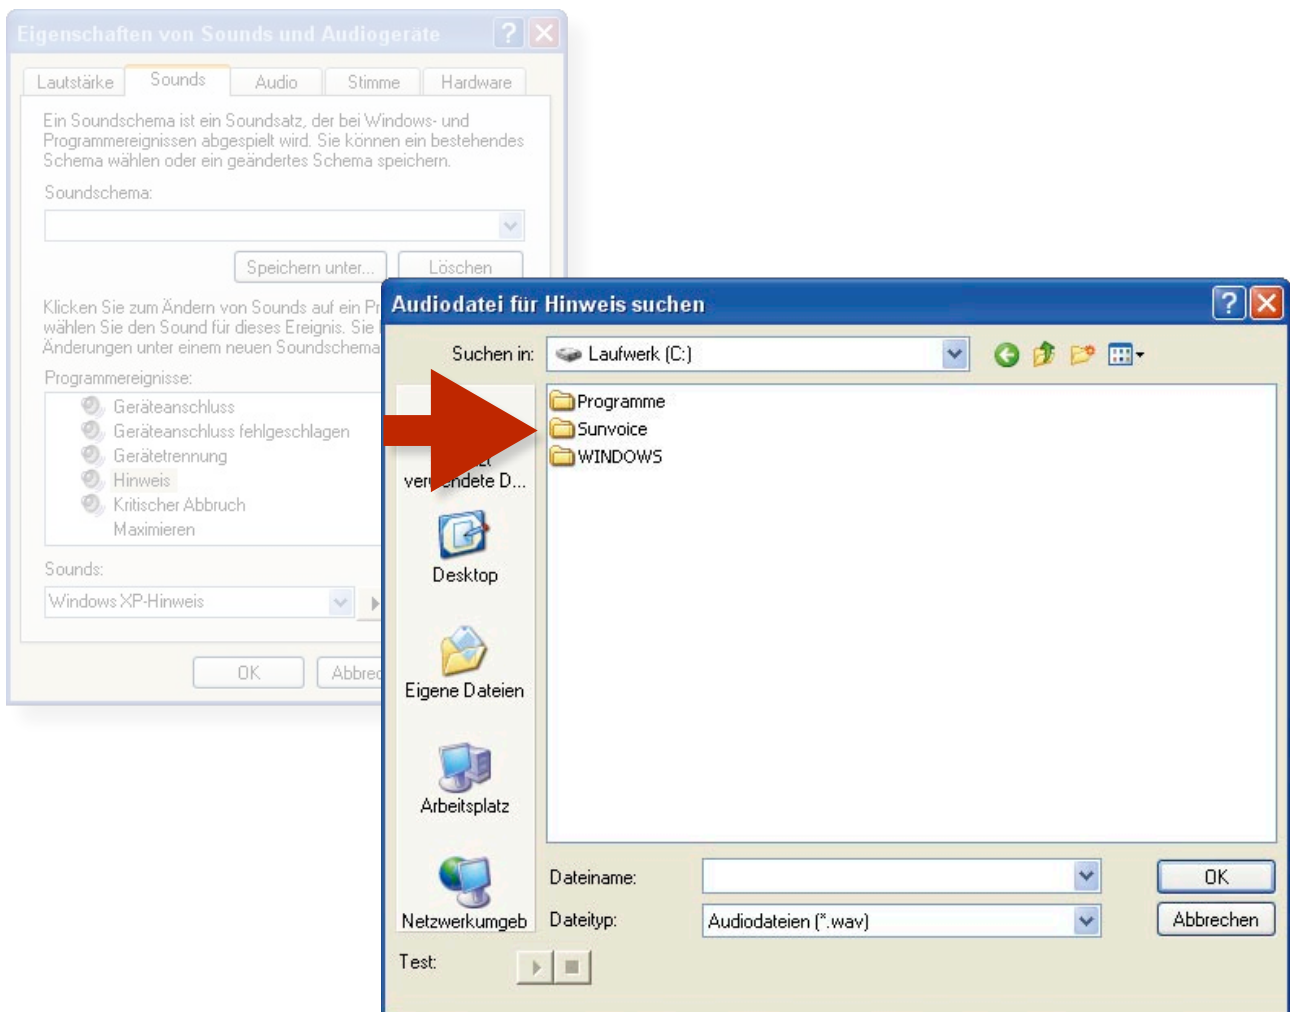 Eigenschaften von Sounds und Audiogeräte
Lautstärke
Sounds
Audio
Stimme
Hardware
Ein Soundschema ist ein Soundsatz, der bei Windows- und
Programmereignissen abgespielt wird. Sie können ein bestehendes
Schema wählen oder ein geändertes Schema speichern.
Soundschema:
Speichern unter...
Löschen
Klicken Sie zum Ändern von Sounds auf ein
wählen Sie den Sound für dieses Ereignis. Sie
Änderungen unter einem neuen Soundschema
Programmereignisse:
Geräteanschluss
Geräteanschluss fehlgeschlagen
Gerätetrennung
Hinweis
Kritischer Abbruch
Maximieren
Sounds:
Windows XP-Hinweis
OK
Audiodatei für Hinweis suchen
Suchen in:
Laufwerk (C:)
Programme
Sunvoice
WINDOWS
D...
Desktop
Eigene Dateien
Arbeitsplatz
Netzwerkumgeb
Dateiname:
OK
Dateityp:
Audiodateien (*.wav)
Abbrechen
Test: